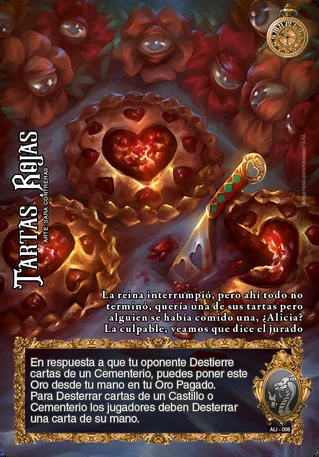 TARTAS ROJAS
ARTE SARA CONTRERAS
La reina interrumpió, pero ahí todo no
terminó, quería una de sus tartas pero
alguien se había comido una, ¿Alicia?
La culpable, veamos que dice el jurado
En respuesta a que tu oponente Destierre
cartas de un Cementerio, puedes poner este
Oro desde tu mano en tu Oro Pagado.
Para Desterrar cartas de un Castillo o
Cementerio los jugadores deben Desterrar
una carta de su mano.
ALI - 008